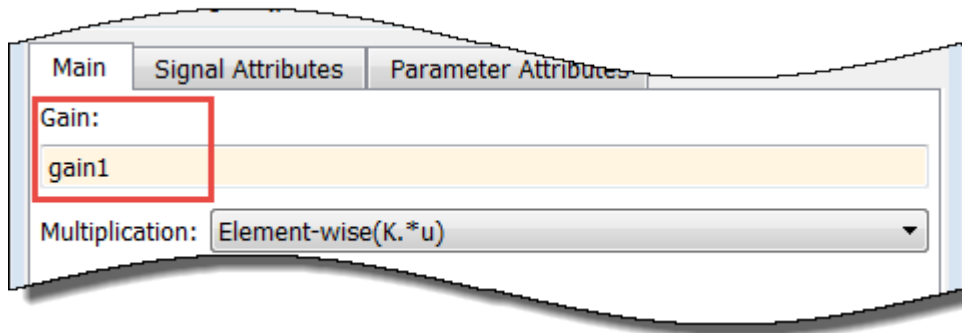 Main Signal Attributes Parameter Attributes
Gain:
gain1
Multiplication: Element-wise(K.*u)